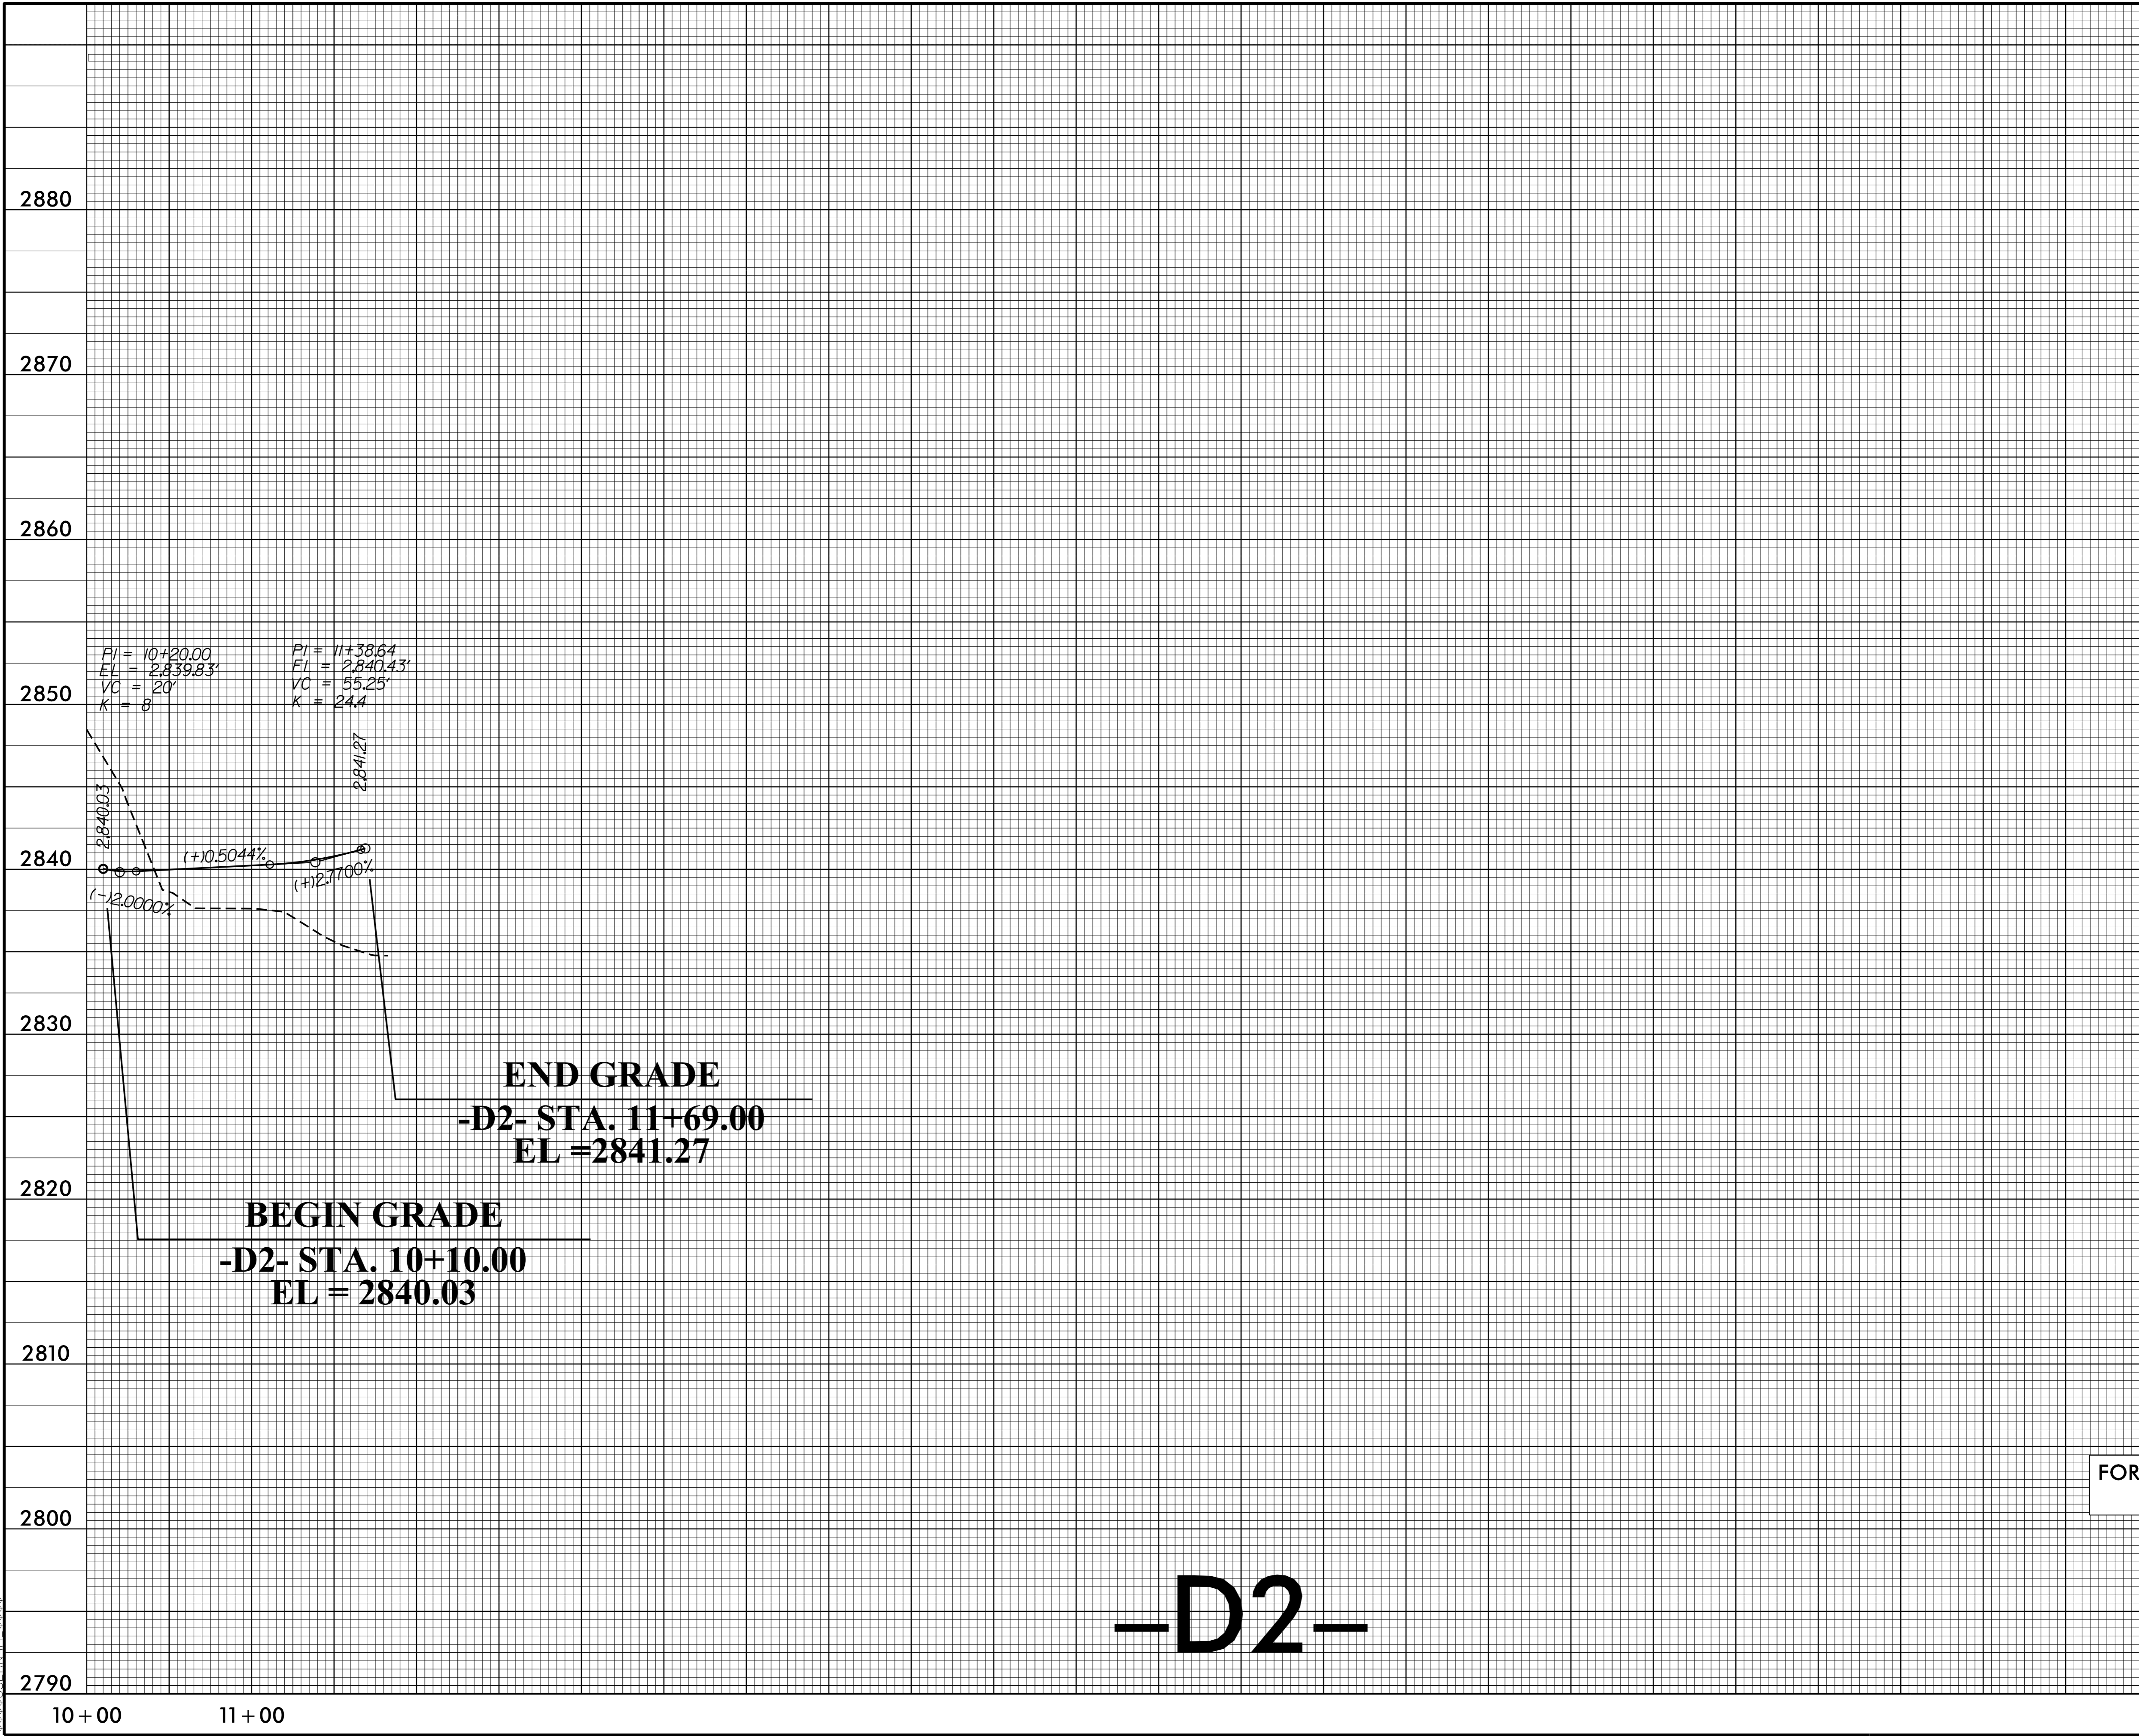 2880
2870
2860
PI = 10+20.00
EL = 2,839.83'
VC = 20'
K = 8
PI = 11+38.64
EL = 2,840.43'
VC = 55.25'
K = 24.4
2850
2,841.27
2,840.03
2840
(+)0.5044%
(+)2.7700%
(-)2.0000%
2830
END GRADE
-D2- STA. 11+69.00
EL =2841.27
2820
BEGIN GRADE
-D2- STA. 10+10.00
EL = 2840.03
2810
FOR
2800
-D2-
2790
10+00
11+00